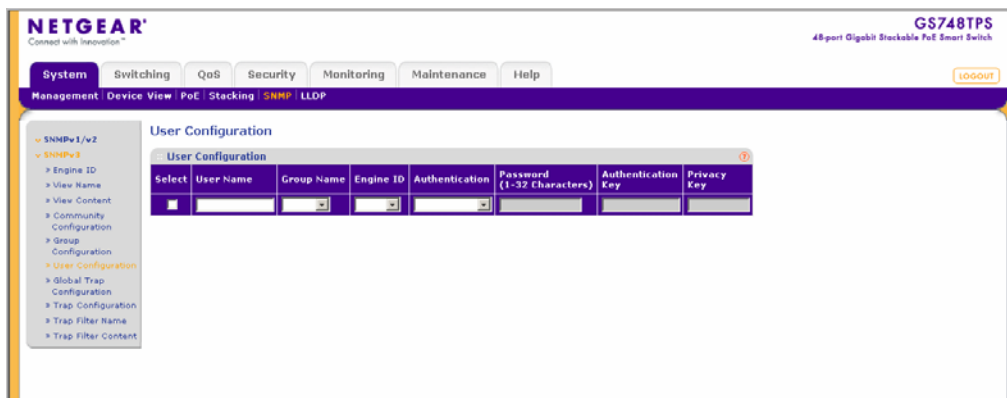 NETGEAR®
Connect with Innovation™
GS748TPS
48-port Gigabit Stackable PoE Smart Switch
System Switching QoS Security Monitoring Maintenance Help
LOGOUT
Management Device View PoE Stacking SNMP LLDP
SNMPv1/v2
SNMPv3
Engine ID
View Name
View Content
Community
Configuration
Group
Configuration
User Configuration
Global Trap
Configuration
Trap Configuration
Trap Filter Name
Trap Filter Content
User Configuration
User Configuration
?
Select User Name Group Name Engine ID Authentication Password (1-32 Characters) Authentication Key Privacy Key